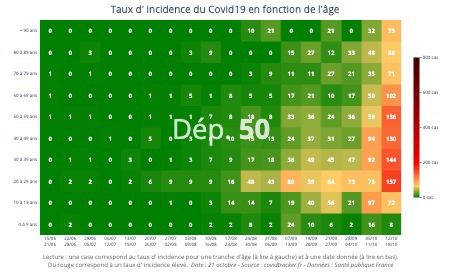 Taux d' incidence du Covid19 en fonction de l'âge
+ 90 ans 0 0 0 0 0 0 0 0 0 0 10 21 0 0 21 0 32 75
80 à 89 ans 0 0 3 0 0 0 0 3 9 0 0 0 15 27 12 33 48
70 à 79 ans 1 0 1 0 0 0 0 0 0 0 3 9 11 11 27 21 35 71
60 à 69 ans 0 0 0 0 0 1 1 5 1 8 5 5 17 21 10 17 50 102
50 à 59 ans 1 1 1 0 0 0 1 1 7 8 8 33 36 24 36 59 136
40 à 49 ans 0 0 0 1 0 5 13 24 37 31 27 94 130
Dép. 50
30 à 39 ans 0 1 1 0 3 0 1 1 3 9 17 18 36 49 45 47 92 144
20 à 29 ans 0 2 2 0 2 6 9 9 9 16 48 43 80 59 64 73 73 157
10 à 19 ans 0 0 0 0 0 0 1 0 3 14 14 7 19 40 56 21 97 72
0 à 9 ans 0 2 0 0 0 0 0 2 0 2 8 2 24 10 6 2 16 8
15/06 22/06 29/06 06/07 13/07 20/07 27/07 03/08 10/08 17/08 24/08 31/08 07/09 14/09 21/09 28/09 05/10 12/10
21/06 28/06 05/07 12/07 19/07 26/07 02/08 09/08 16/08 23/08 30/08 06/09 13/09 20/09 27/09 04/10 11/10 18/10
800 cas
600 cas
400 cas
200 cas
0 cas
Lecture : une case correspond au taux d' incidence pour une tranche d'âge (à lire à gauche) et à une date donnée (à lire en bas).
Du rouge correspond à un taux d' incidence élevé. Date : 21 octobre - Source : covidtracker.fr - Données : Santé publique France